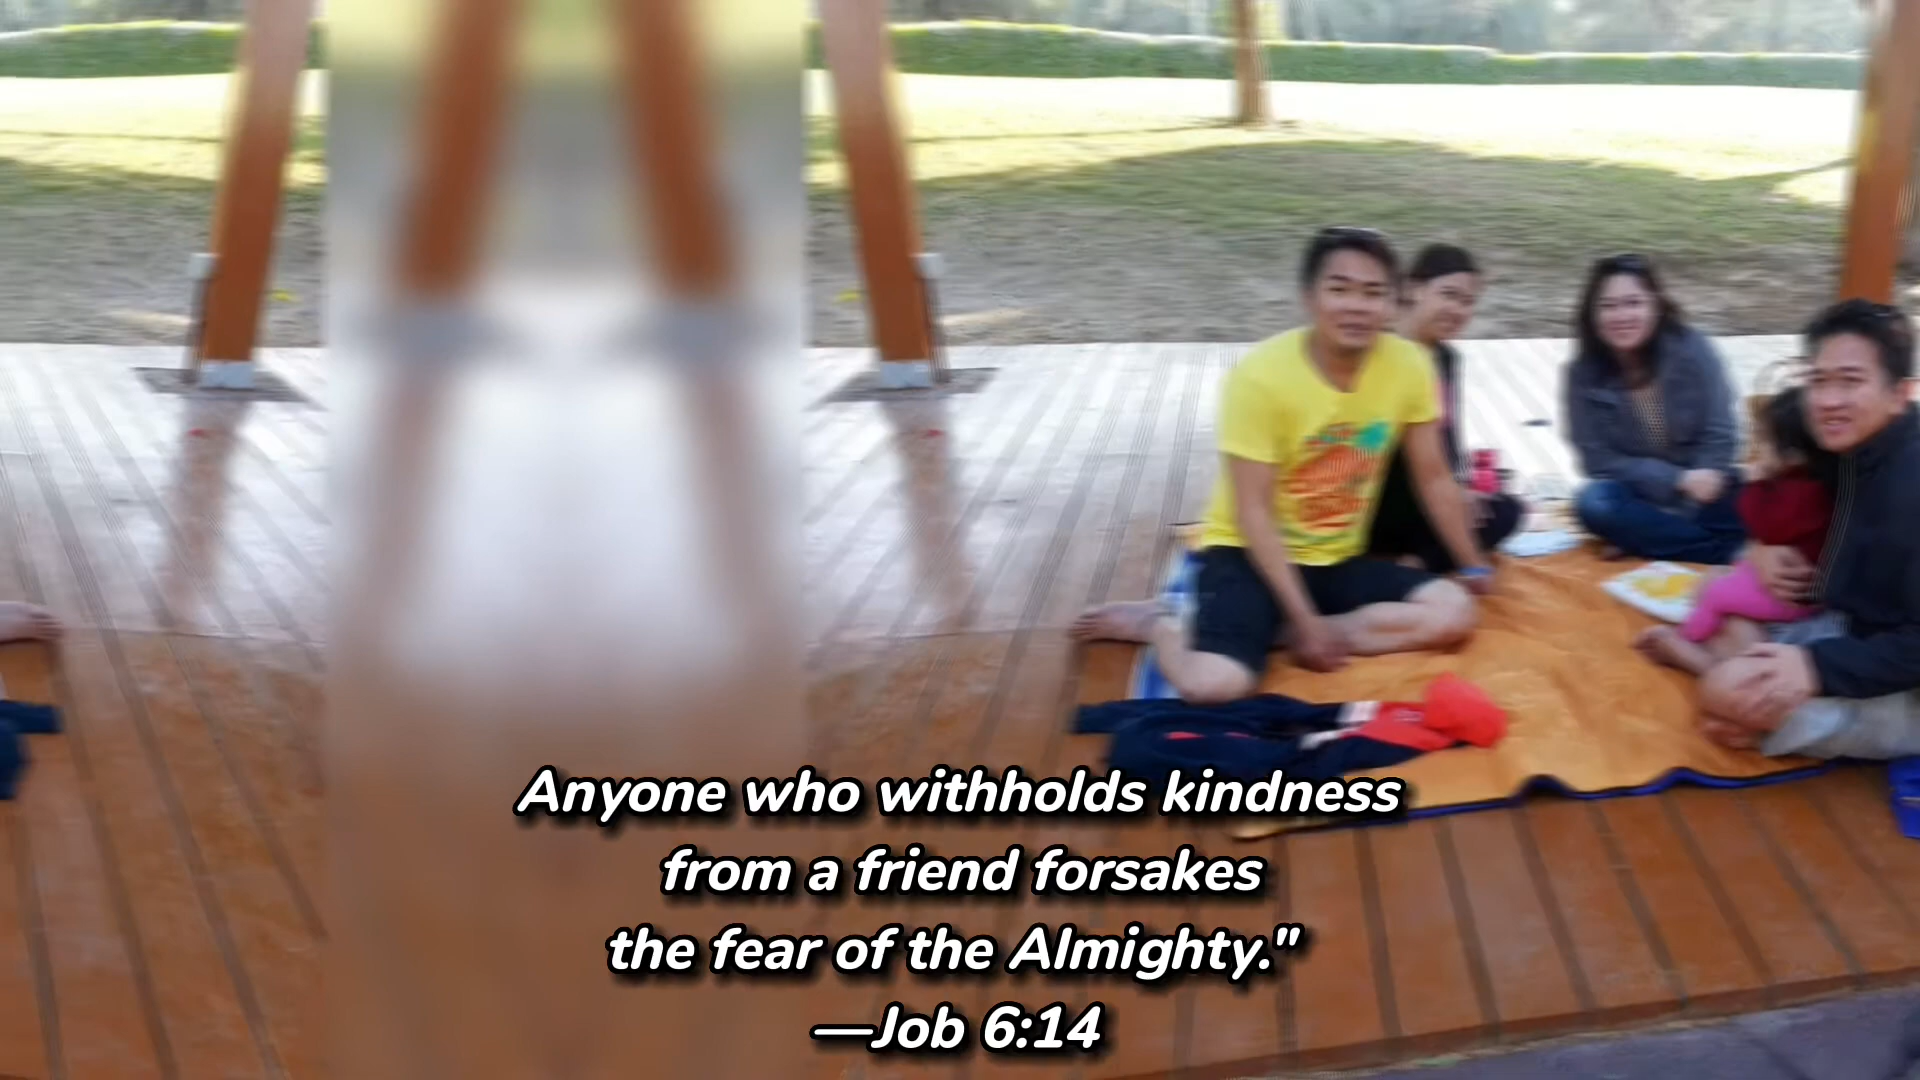 Anyone who withholds kindness
from a friend forsakes
the fear of the Almighty."
—Job 6:14